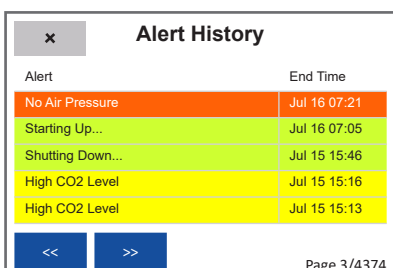 × Alert History
Alert End Time
No Air Pressure Jul 16 07:21
Starting Up... Jul 16 07:05
Shutting Down... Jul 15 15:46
High CO2 Level Jul 15 15:16
High CO2 Level Jul 15 15:13
<< >> Page 3/4374